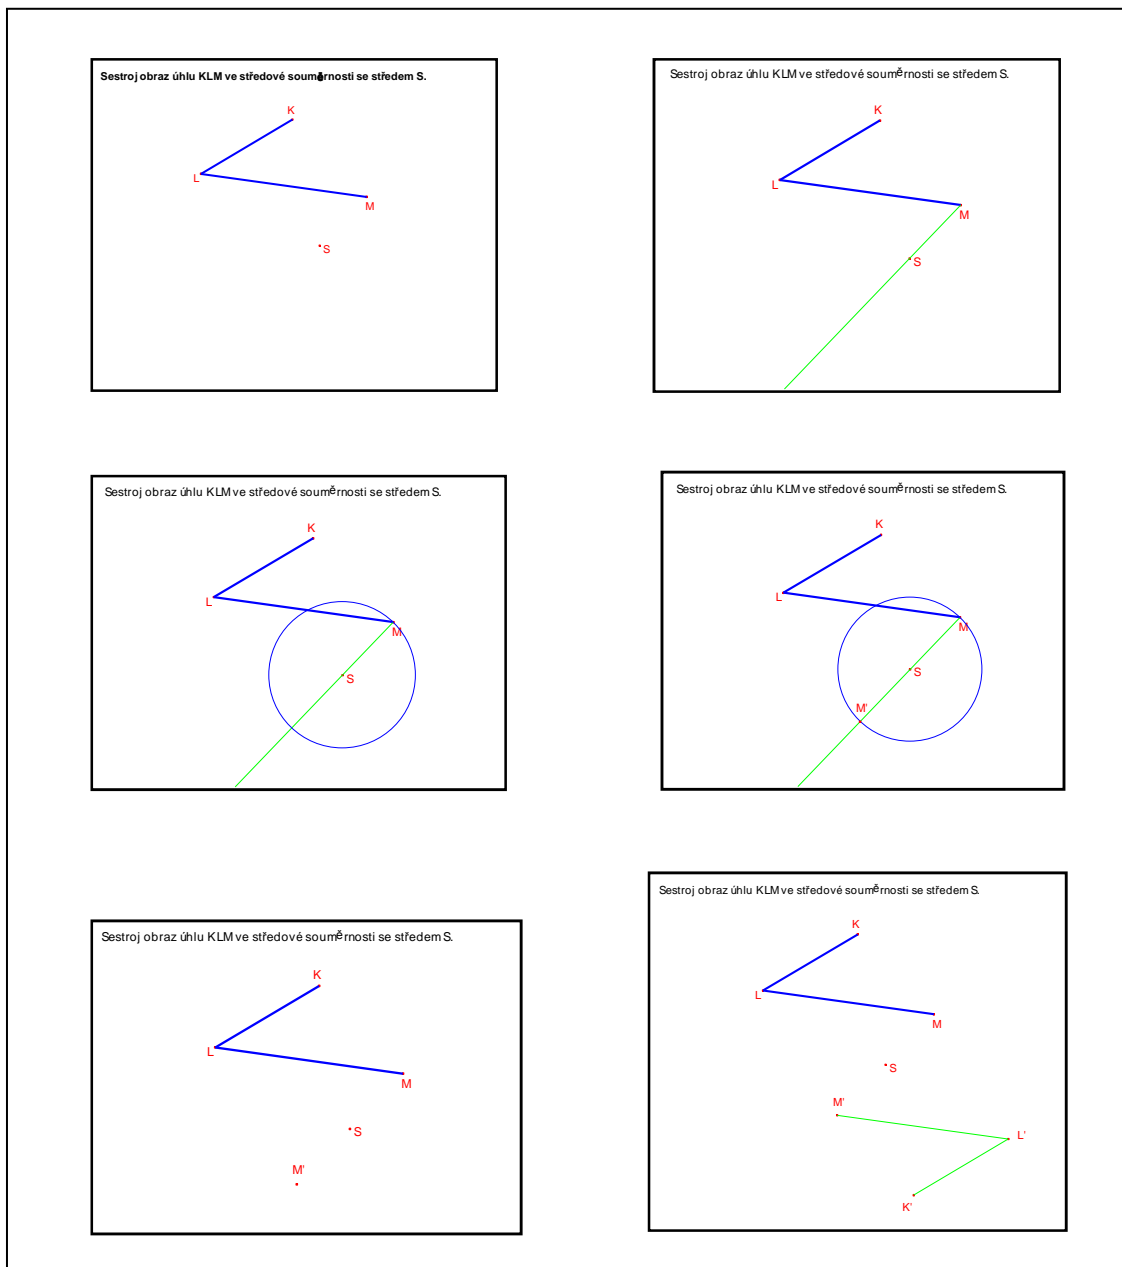 Sestroj obraz úhlu KLM ve středové souměrnosti se středem S.
K
L
M
S
Sestroj obraz úhlu KLM ve středové souměrnosti se středem S.
K
L
M
S
Sestroj obraz úhlu KLM ve středové souměrnosti se středem S.
K
L
M
S
Sestroj obraz úhlu KLM ve středové souměrnosti se středem S.
K
L
M
S
M'
Sestroj obraz úhlu KLM ve středové souměrnosti se středem S.
K
L
M
S
M'
Sestroj obraz úhlu KLM ve středové souměrnosti se středem S.
K
L
M
S
M'
L'
K'